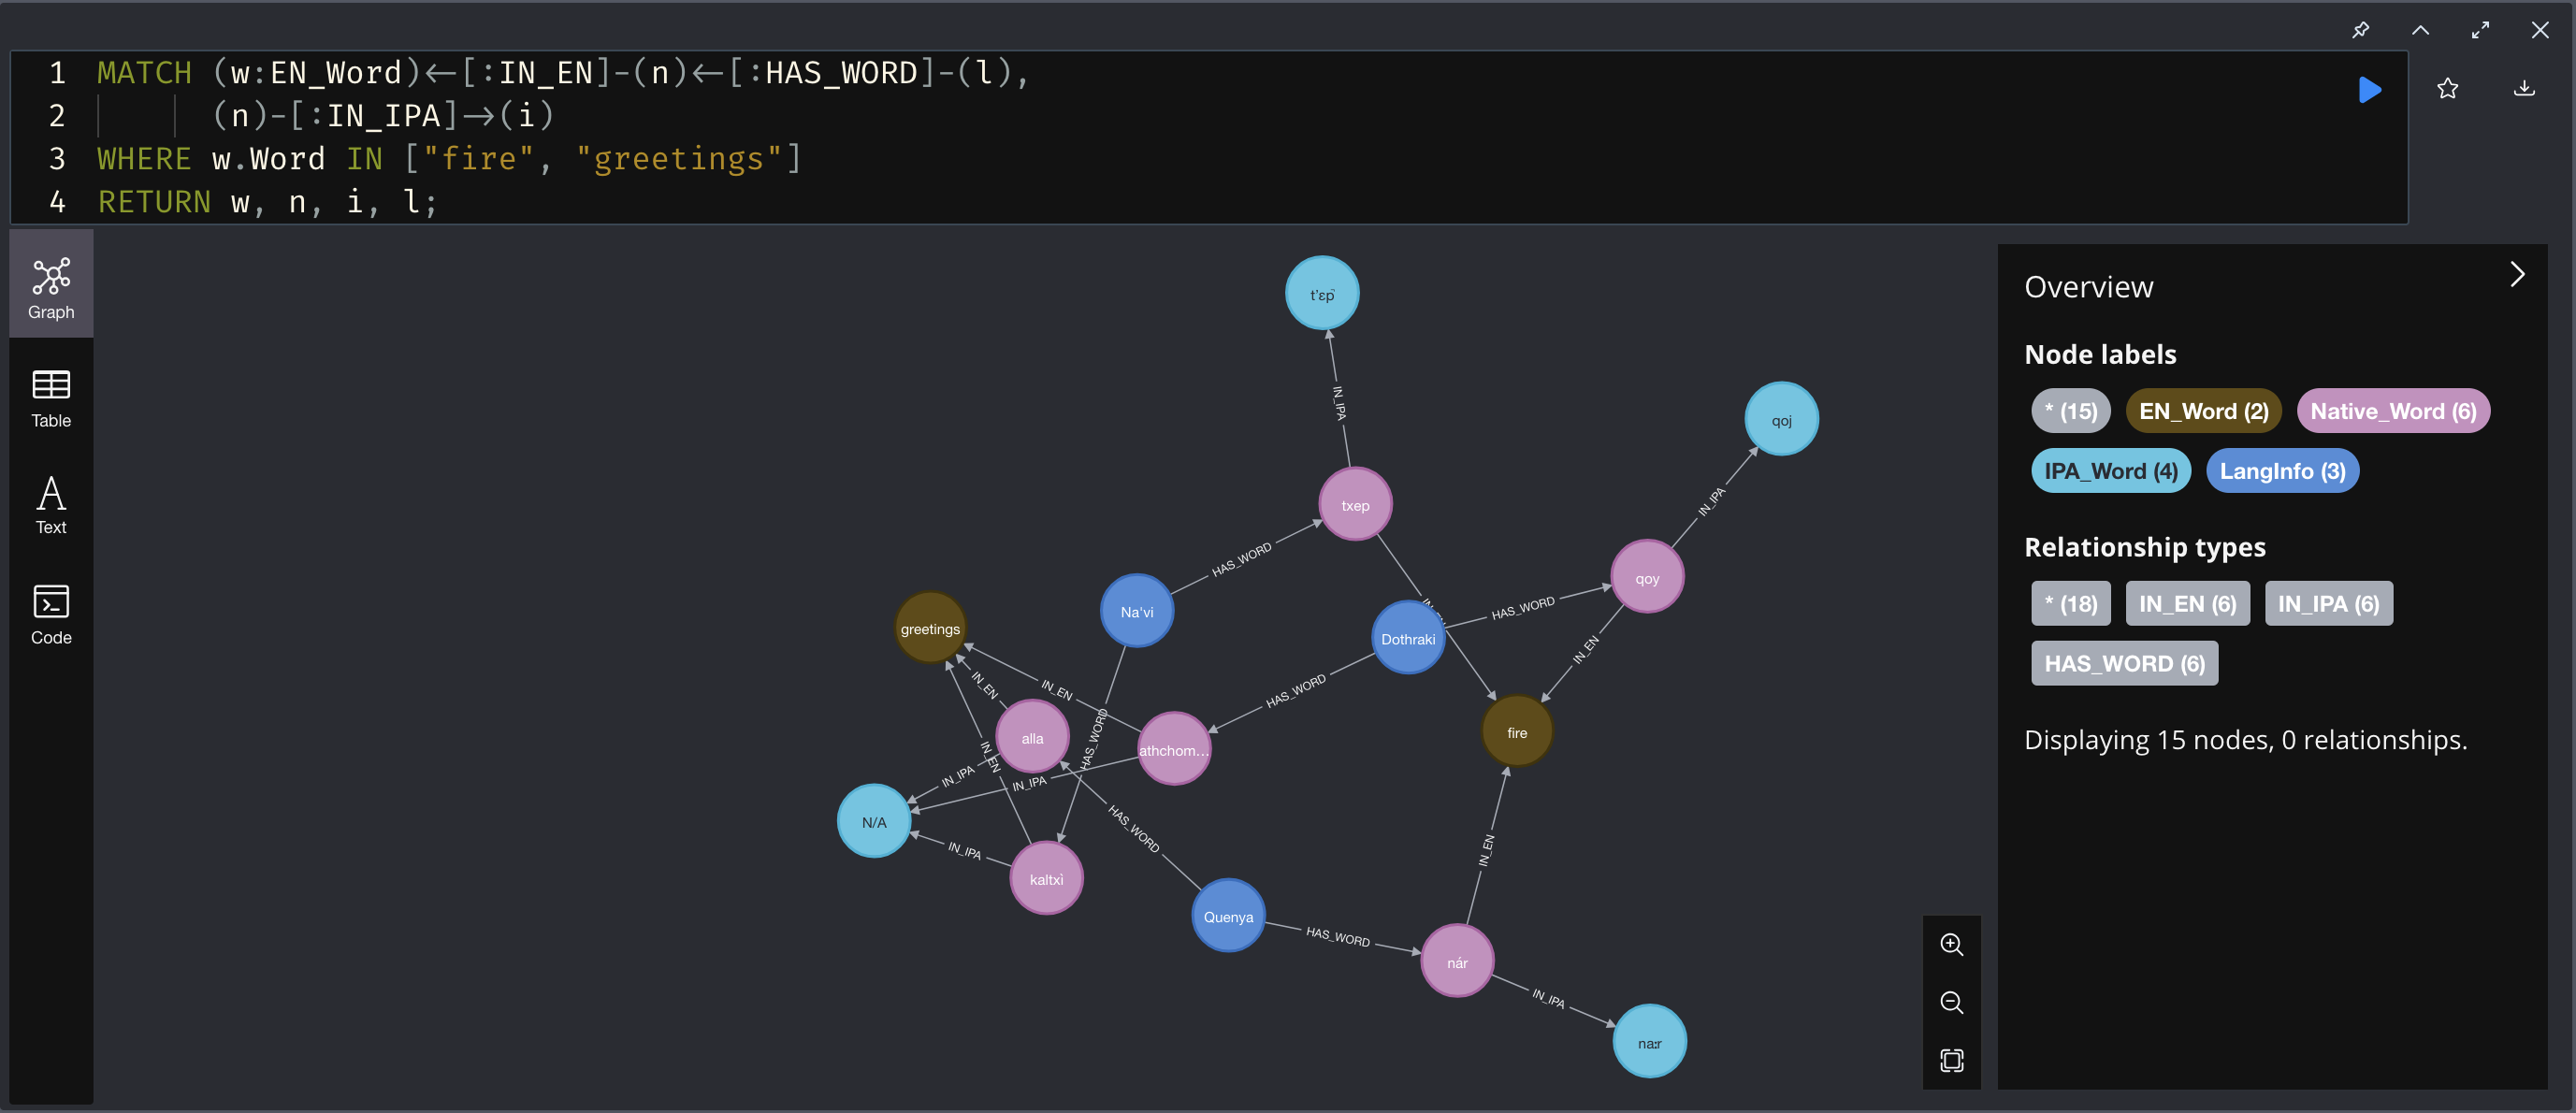 1 MATCH (w:EN_Word)<-[:IN_EN]-(n)<-[:HAS_WORD]-(l),
2 (n)-[:IN_IPA]->(i)
3 WHERE w.Word IN ["fire", "greetings"]
4 RETURN w, n, i, l;
Graph
Table
Text
Code
t'ɛp̚
IN_IPA
qoj
txep
IN_IPA
HAS_WORD
qoy
Na'vi
HAS_WORD
greetings
Dothraki
IN_EN
IN_EN
IN_EN
HAS_WORD
HAS_WORD
alla
athchom...
fire
IN_EN
IN_IPA
IN_IPA
N/A
HAS_WORD
IN_IPA
IN_EN
kaltxì
Quenya
HAS_WORD
nár
IN_IPA
naːr
Overview
Node labels
* (15) EN_Word (2) Native_Word (6)
IPA_Word (4) LangInfo (3)
Relationship types
* (18) IN_EN (6) IN_IPA (6)
HAS_WORD (6)
Displaying 15 nodes, 0 relationships.